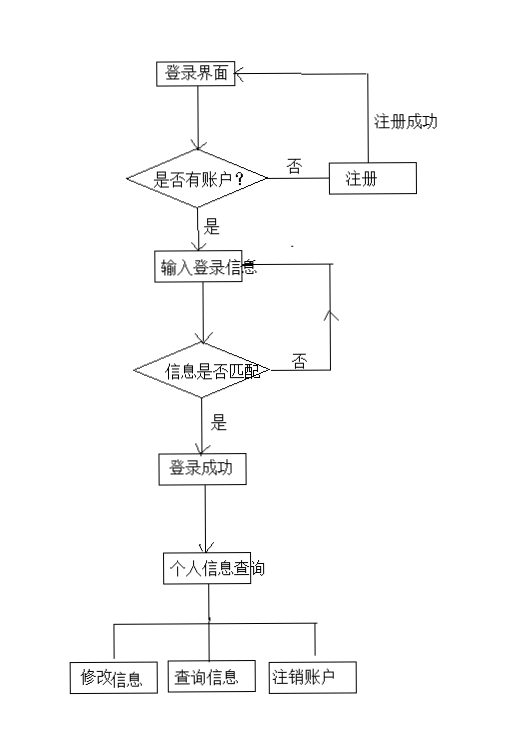 登录界面
注册成功
是否有账户？
否
注册
是
输入登录信息
信息是否匹配
否
是
登录成功
个人信息查询
修改信息
查询信息
注销账户